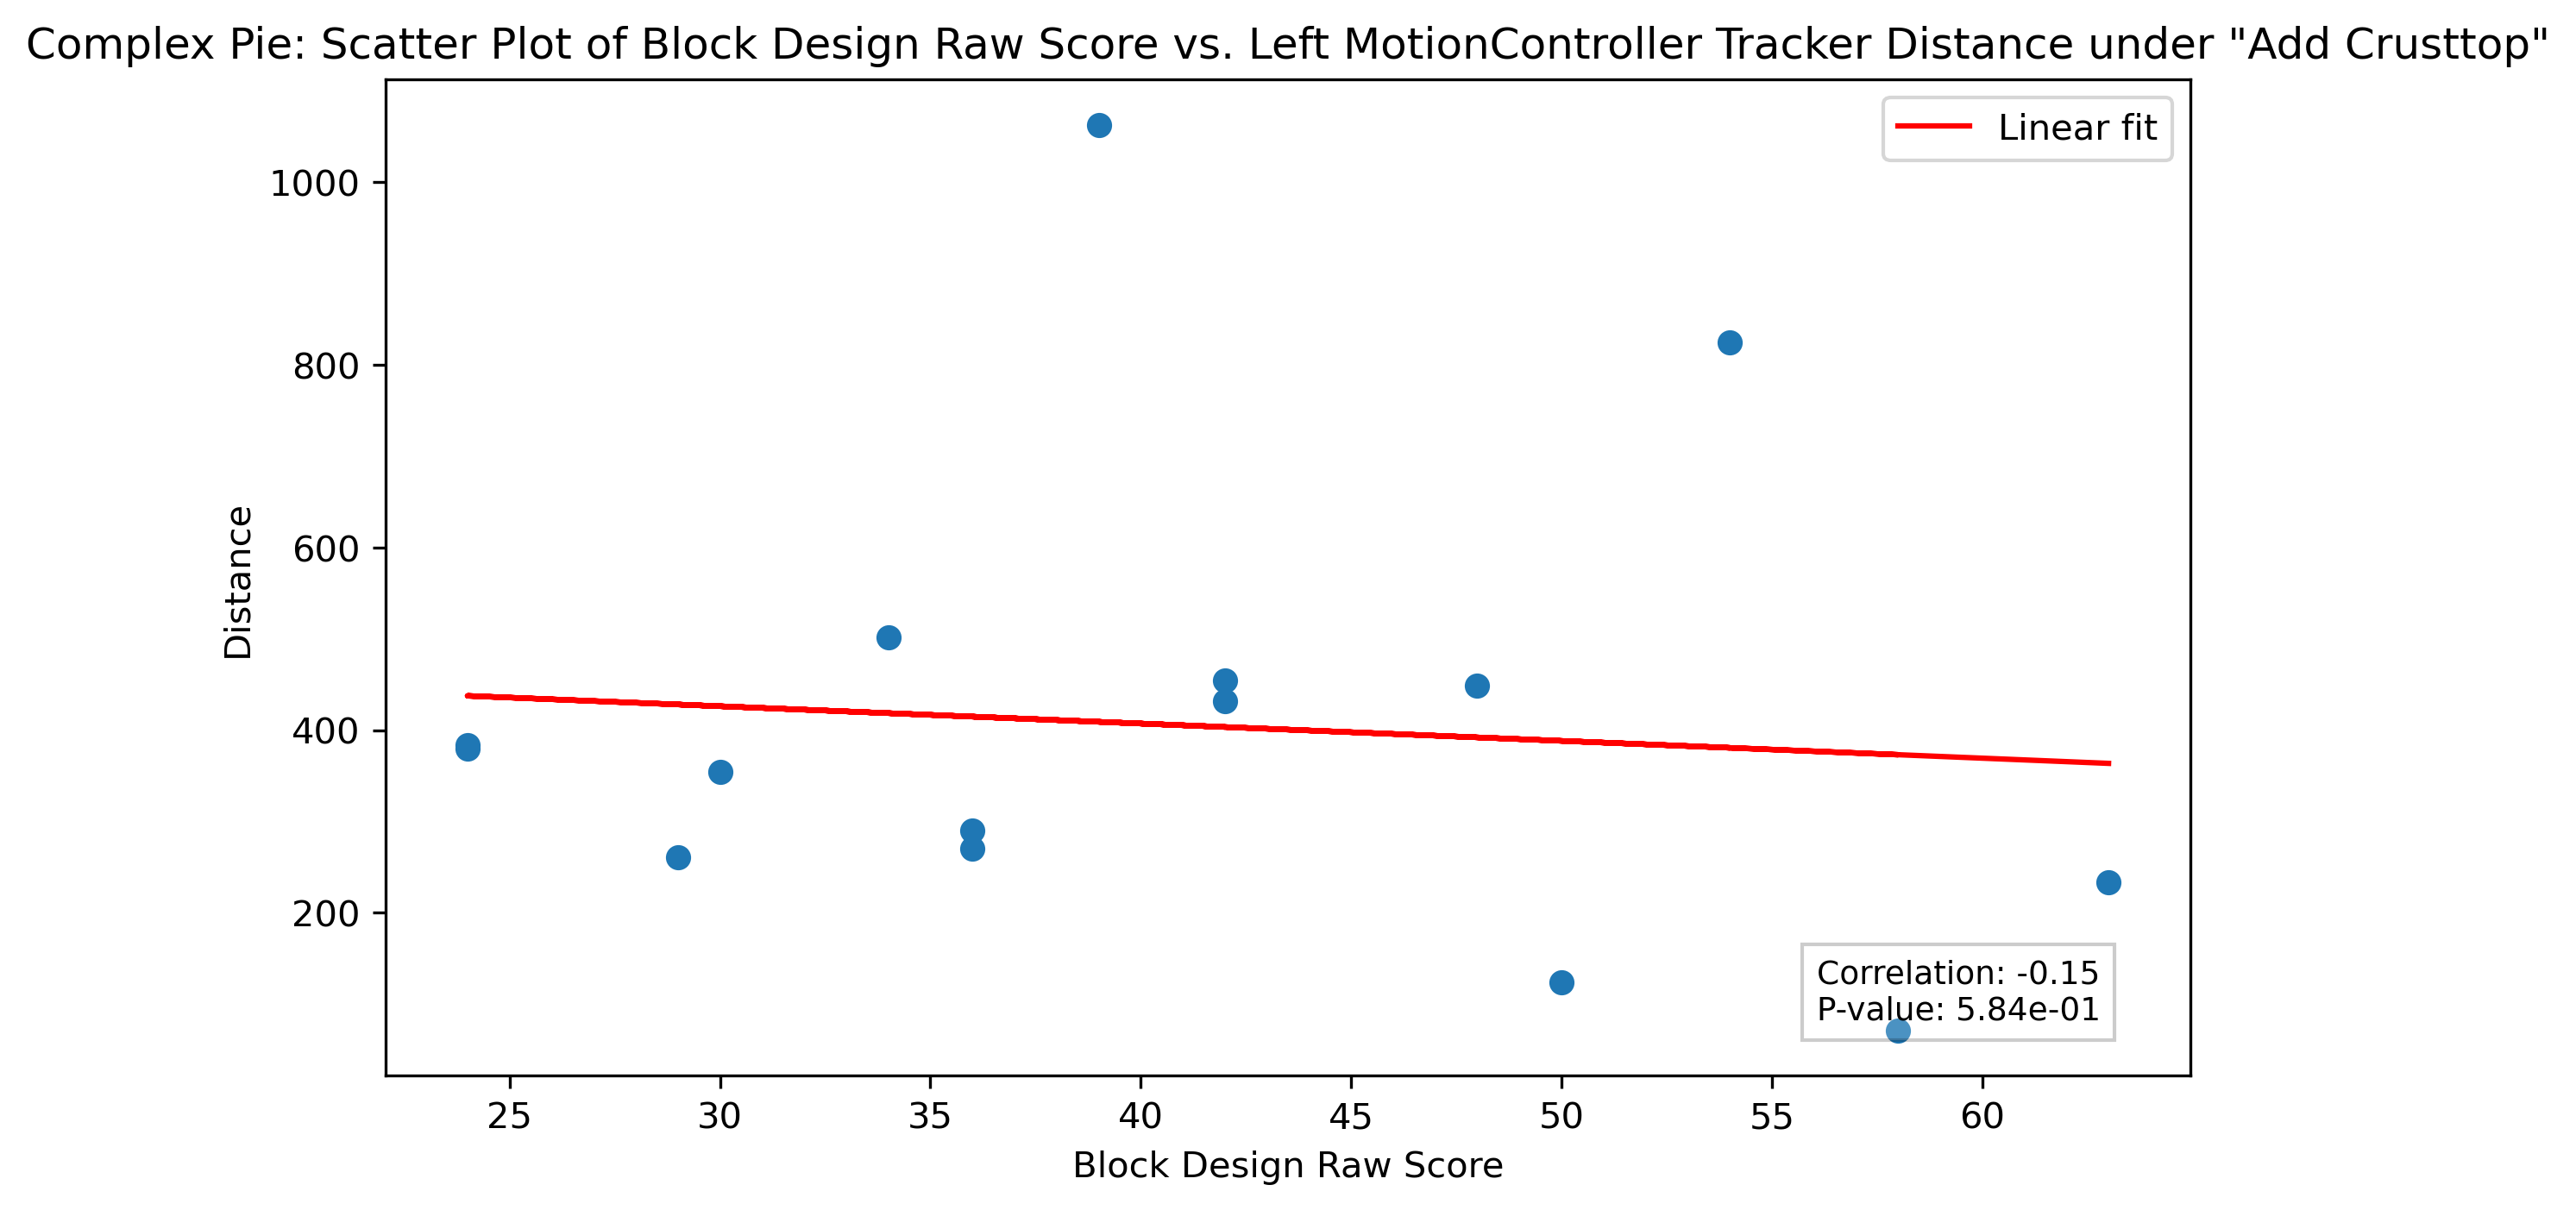 Complex Pie: Scatter Plot of Block Design Raw Score vs. Left MotionController Tracker Distance under "Add Crusttop"
Linear fit
1000
800
600
400
200
Distance
Correlation: -0.15
P-value: 5.84e-01
25 30 35 40 45 50 55 60
Block Design Raw Score